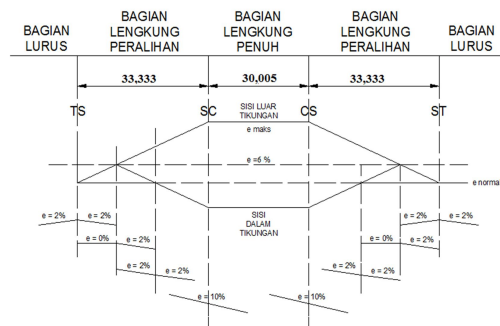 BAGIAN
LURUS
BAGIAN
LENGKUNG
PERALIHAN
BAGIAN
LENGKUNG
PENUH
BAGIAN
LENGKUNG
PERALIHAN
BAGIAN
LURUS
33,333
30,005
33,333
TS
SC
SISI LUAR
TIKUNGAN
CS
ST
e maks
e =6 %
e normal
SISI
DALAM
TIKUNGAN
e = 2%
e = 2%
e = 2%
e = 2%
e = 0%
e = 2%
e = 0%
e = 2%
e = 2%
e = 2%
e = 2%
e = 2%
e = 10%
e = 10%